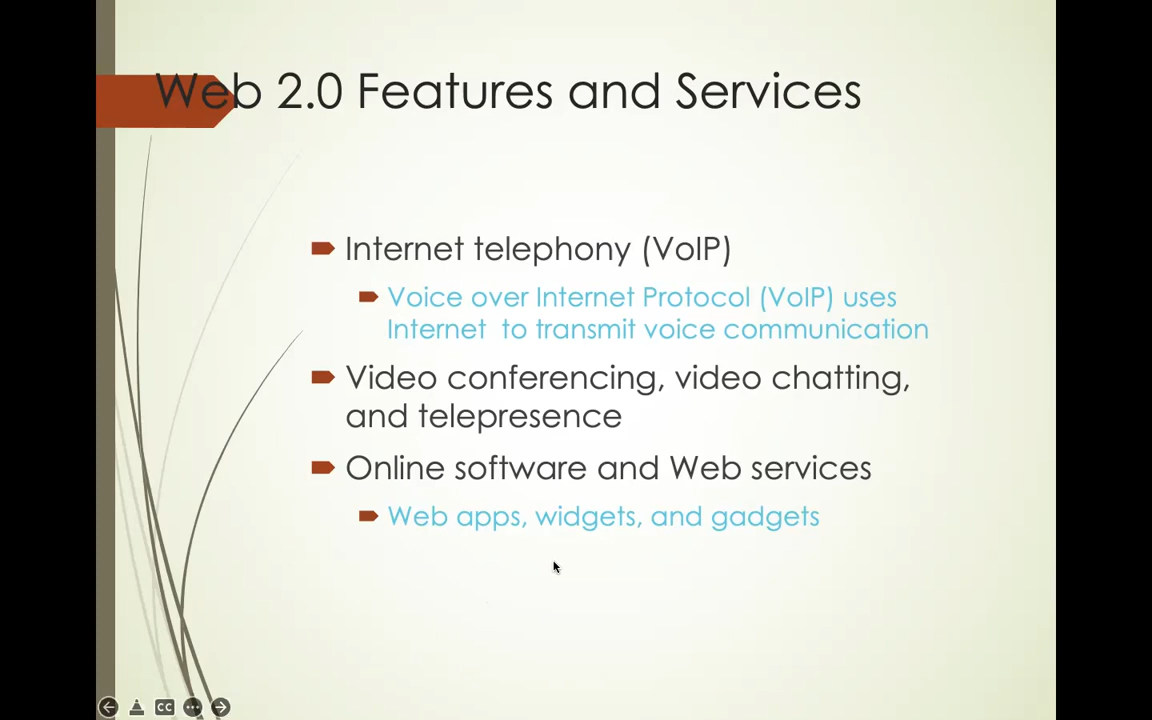 Web 2.0 Features and Services
Internet telephony (VoIP)
Voice over Internet Protocol (VoIP) uses
Internet to transmit voice communication
Video conferencing, video chatting,
and telepresence
Online software and Web services
Web apps, widgets, and gadgets
CC